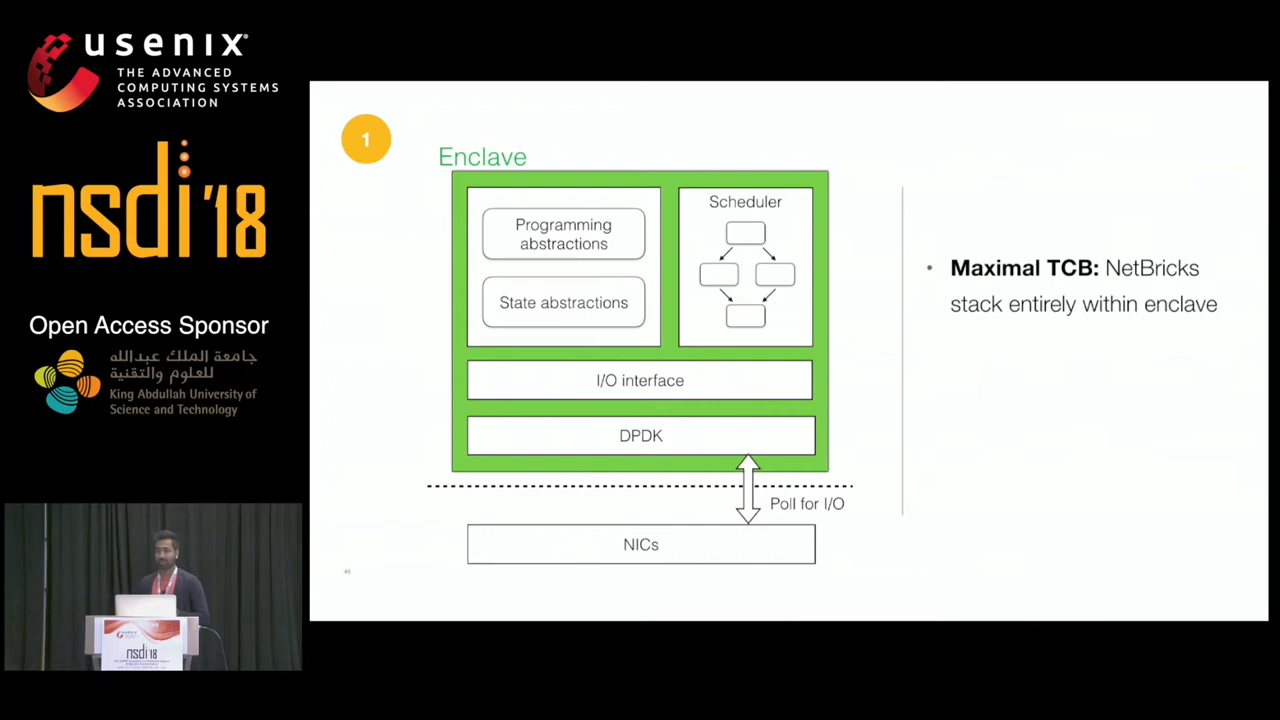 usenix
THE ADVANCED
COMPUTING SYSTEMS
ASSOCIATION
nsdi '18
Open Access Sponsor
جامعة الملك عبدالله
للعلوم والتقنية
King Abdullah University of
Science and Technology
1
Enclave
Programming
abstractions
State abstractions
Scheduler
I/O interface
DPDK
Poll for I/O
NICs
• Maximal TCB: NetBricks
stack entirely within enclave
45
usenix
nsdi '18